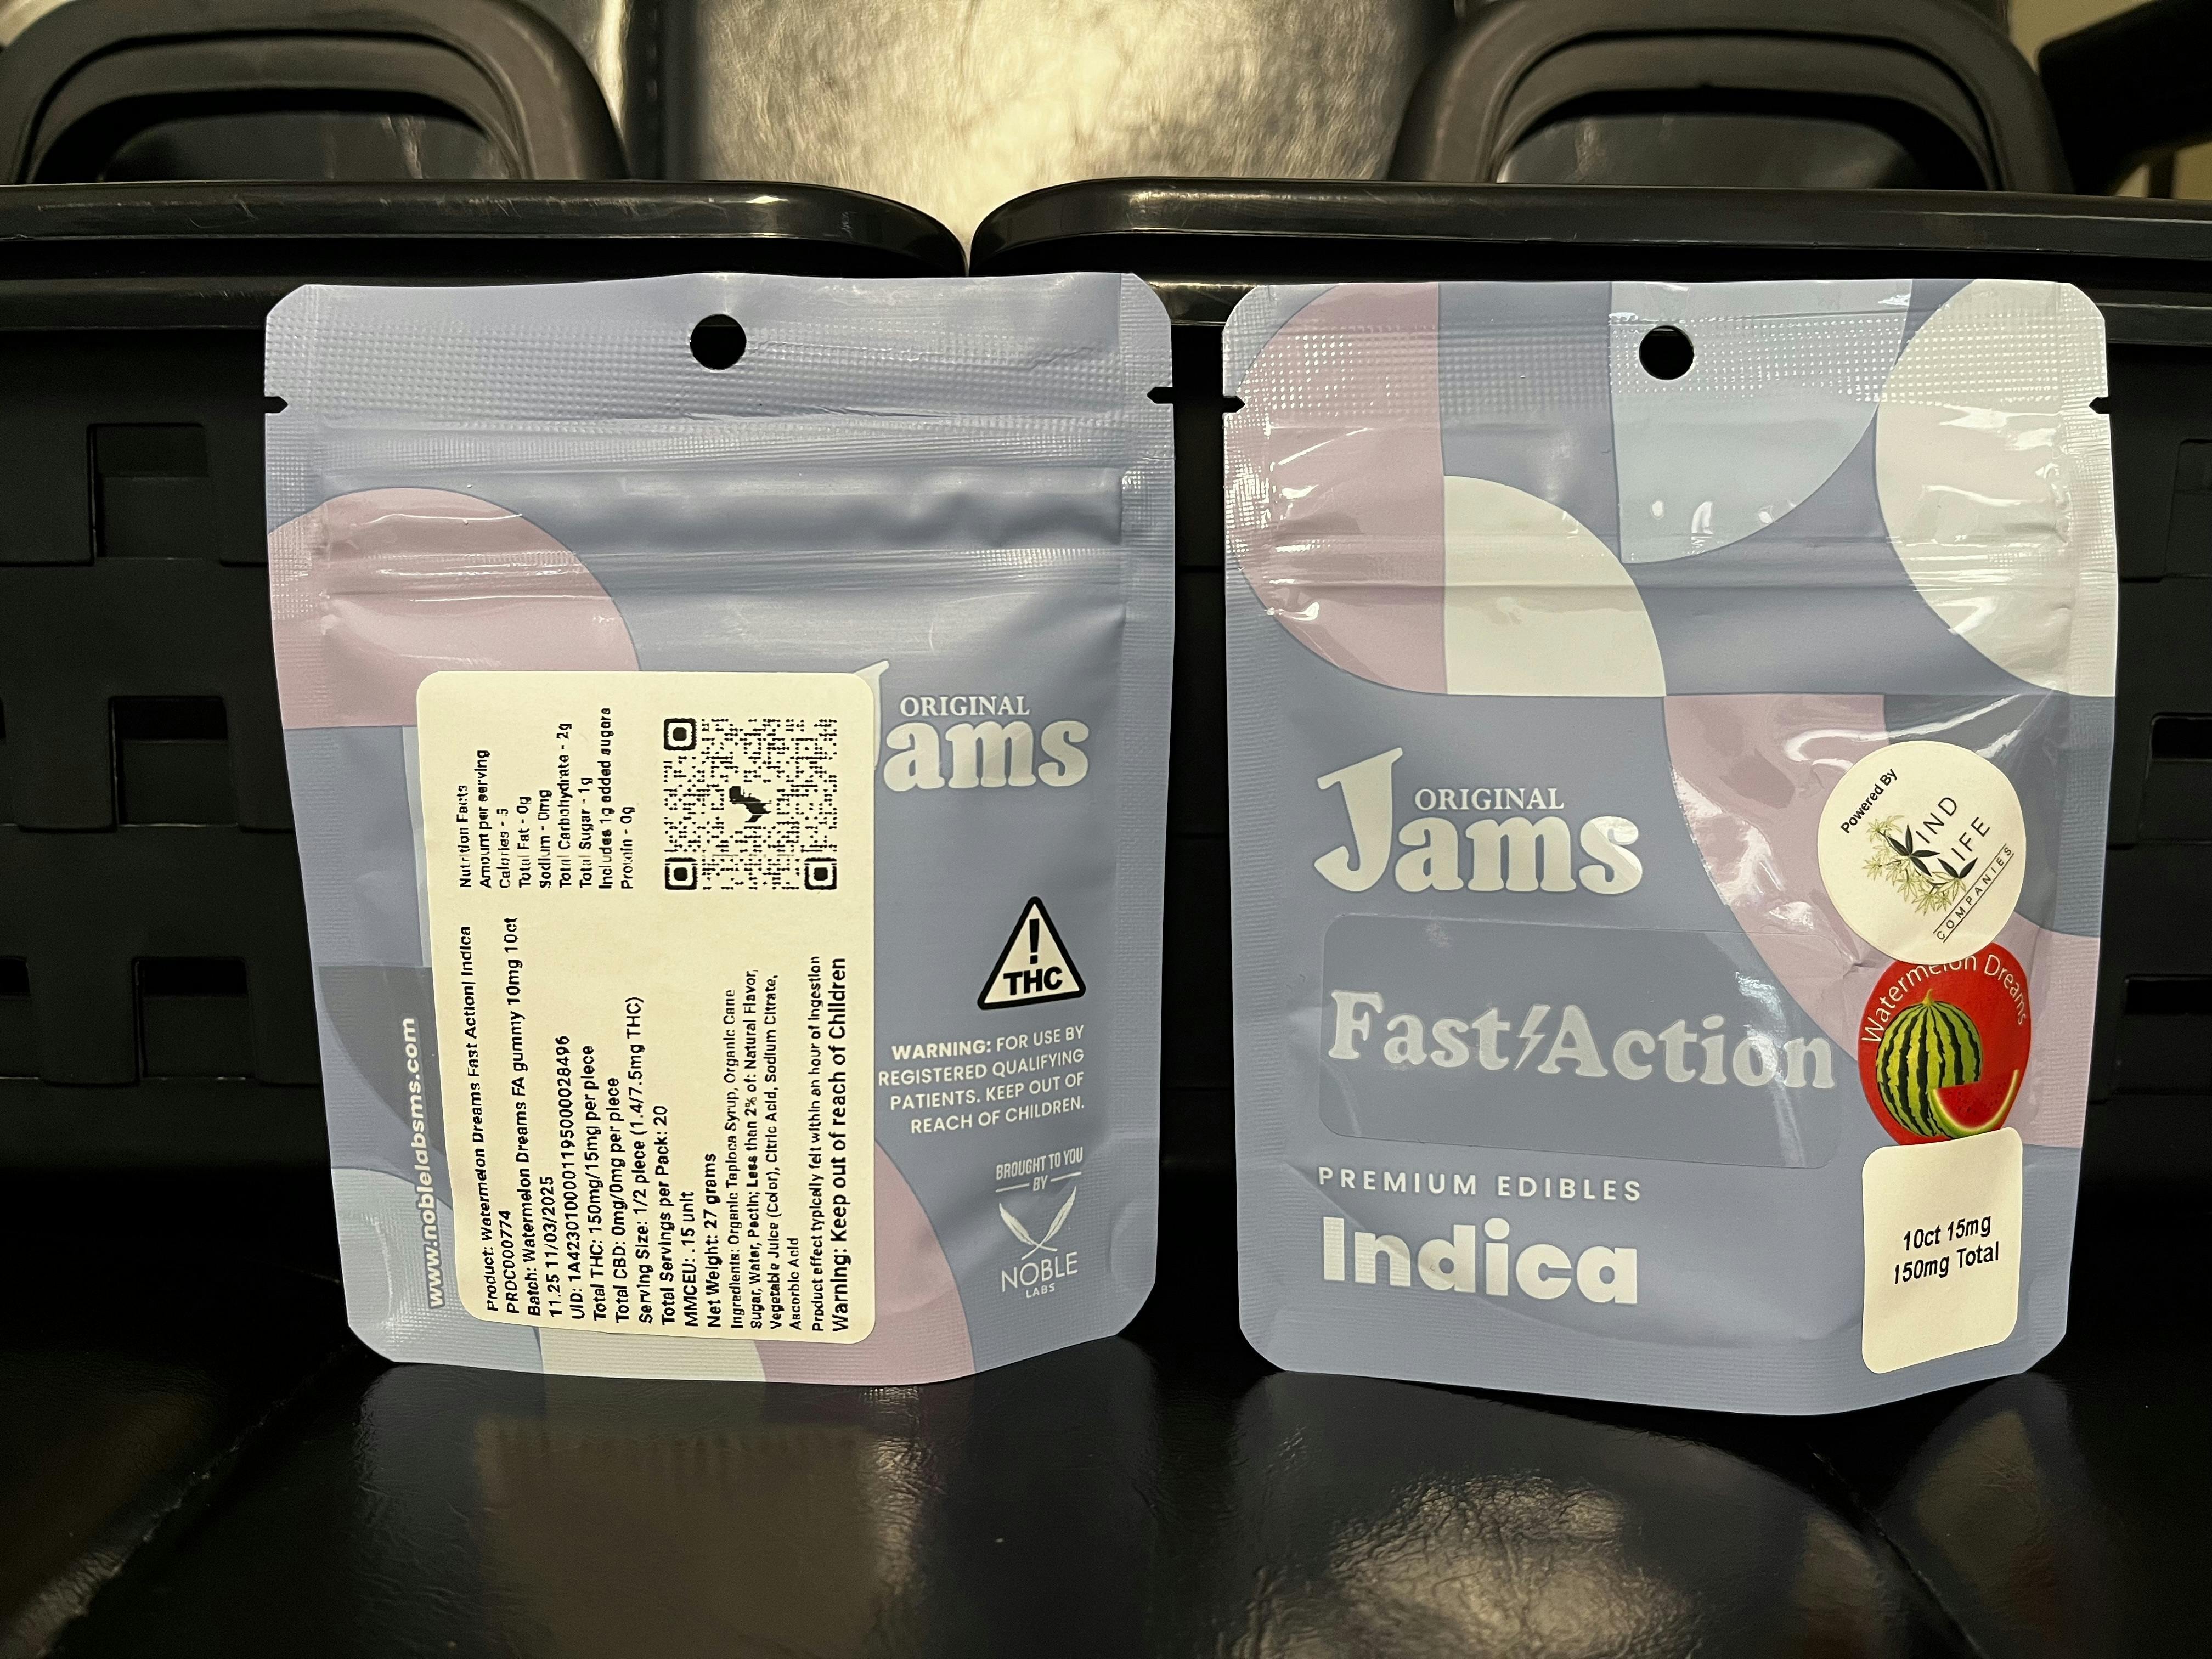 Product: Watermelon Dreams Fast Action| Indica
PROC000774
Batch: Watermelon Dreams FA gummy 10mg 10ct
11.25 11/03/2025
UID: 1A4230100001195000028496
Total THC: 150mg/15mg per piece
Total CBD: 0mg/0mg per piece
Serving Size: 1/2 piece (1.4/7.5mg THC)
Total Servings per Pack: 20
MMCEU: .15 unit
Net Weight: 27 grams
Ingredients: Organic Tapioca Syrup, Organic Cane
Sugar, Water, Pectin; Less than 2% of: Natural Flavor,
Vegetable Juice (Color), Citric Acid, Sodium Citrate,
Ascorbic Acid
Product effect typically felt within an hour of ingestion
Warning: Keep out of reach of Children
Nutrition Facts
Amount per serving
Calories -
Total Fat - 0g
Sodium - 0mg
Total Carbohydrate - 2g
Total Sugar - 1g
Includes 1g added sugars
Protein - 0g
www.noblelabsms.com
ORIGINAL
Jams
THC
WARNING: FOR USE BY
REGISTERED QUALIFYING
PATIENTS. KEEP OUT OF
REACH OF CHILDREN.
BROUGHT TO YOU
BY
NOBLE
LABS
ORIGINAL
Jams
Fast Action
PREMIUM EDIBLES
Indica
Powered By
KIND
LIFE
COMPANIES
Watermelon Dreams
10ct 15mg
150mg Total